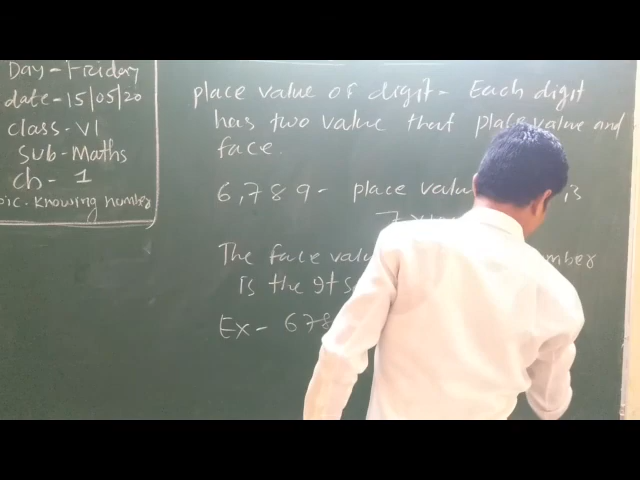 Day - Friday
date - 15/05/20
Class - VI
Sub - Maths
Ch - 1
pic - Knowing number
place value of digit - Each digit
has two value that place value and
face.
6,789 - place value is
The face value number
is the
Ex - 678